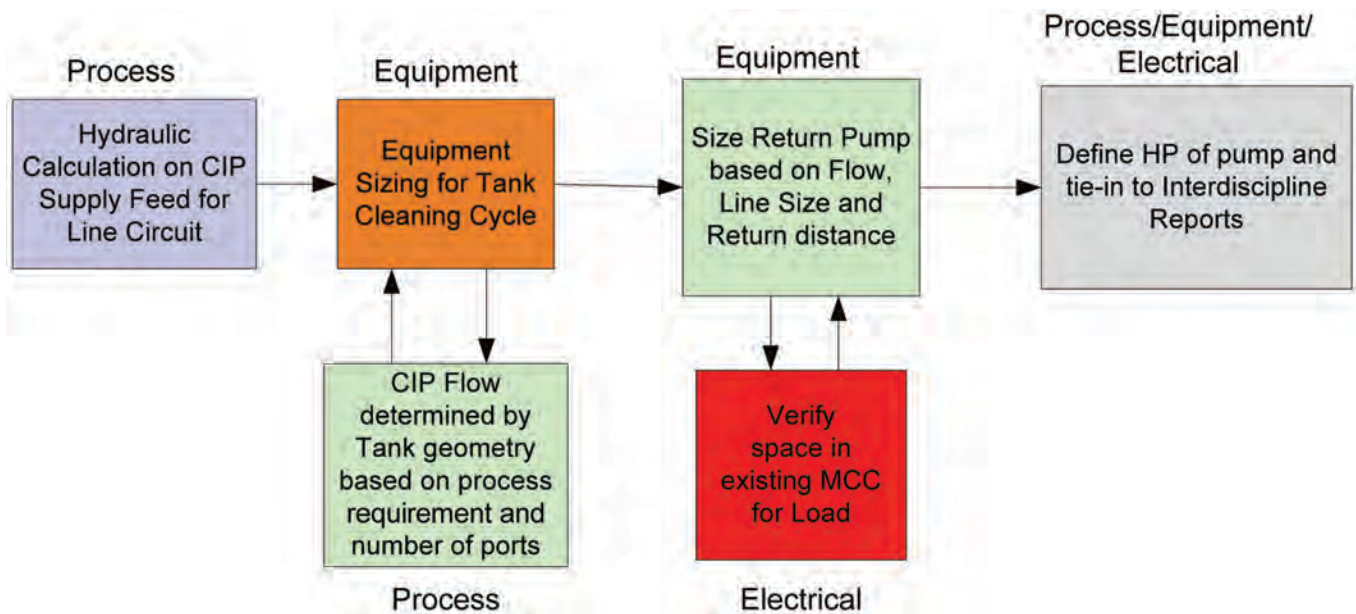 Process
Hydraulic
Calculation on CIP
Supply Feed for
Line Circuit
Equipment
Equipment
Sizing for Tank
Cleaning Cycle
Equipment
Size Return Pump
based on Flow,
Line Size and
Return distance
Process/Equipment/
Electrical
Define HP of pump and
tie-in to Interdiscipline
Reports
CIP Flow
determined by
Tank geometry
based on process
requirement and
number of ports
Process
Verify
space in
existing MCC
for Load
Electrical